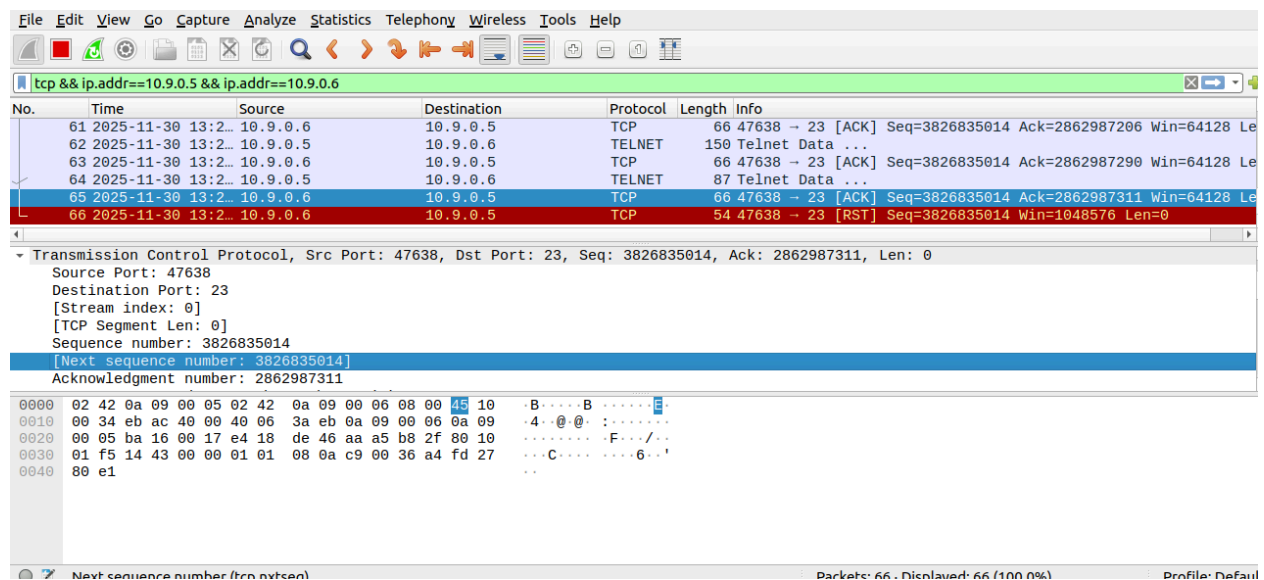 File Edit View Go Capture Analyze Statistics Telephony Wireless Tools Help
tcp && ip.addr==10.9.0.5 && ip.addr==10.9.0.6
No. Time Source Destination Protocol Length Info
61 2025-11-30 13:2… 10.9.0.6 10.9.0.5 TCP 66 47638 → 23 [ACK] Seq=3826835014 Ack=2862987206 Win=64128 Le
62 2025-11-30 13:2… 10.9.0.5 10.9.0.6 TELNET 150 Telnet Data ...
63 2025-11-30 13:2… 10.9.0.6 10.9.0.5 TCP 66 47638 → 23 [ACK] Seq=3826835014 Ack=2862987290 Win=64128 Le
64 2025-11-30 13:2… 10.9.0.5 10.9.0.6 TELNET 87 Telnet Data ...
65 2025-11-30 13:2… 10.9.0.6 10.9.0.5 TCP 66 47638 → 23 [ACK] Seq=3826835014 Ack=2862987311 Win=64128 Le
66 2025-11-30 13:2… 10.9.0.6 10.9.0.5 TCP 54 47638 → 23 [RST] Seq=3826835014 Win=1048576 Len=0
Transmission Control Protocol, Src Port: 47638, Dst Port: 23, Seq: 3826835014, Ack: 2862987311, Len: 0
Source Port: 47638
Destination Port: 23
[Stream index: 0]
[TCP Segment Len: 0]
Sequence number: 3826835014
[Next sequence number: 3826835014]
Acknowledgment number: 2862987311
0000 02 42 0a 09 00 05 02 42 0a 09 00 06 08 00 45 10 ·B·····B ······E·
0010 00 34 eb ac 40 00 40 06 3a eb 0a 09 00 06 0a 09 ·4··@·@· :·······
0020 00 05 ba 16 00 17 e4 18 de 46 aa a5 b8 2f 80 10 ········ ·F···/··
0030 01 f5 14 43 00 00 01 01 08 0a c9 00 36 a4 fd 27 ···C···· ····6··'
0040 80 e1 ··
Next sequence number (tcp.nxtseq) Packets: 66 · Displayed: 66 (100.0%) Profile: Defaul